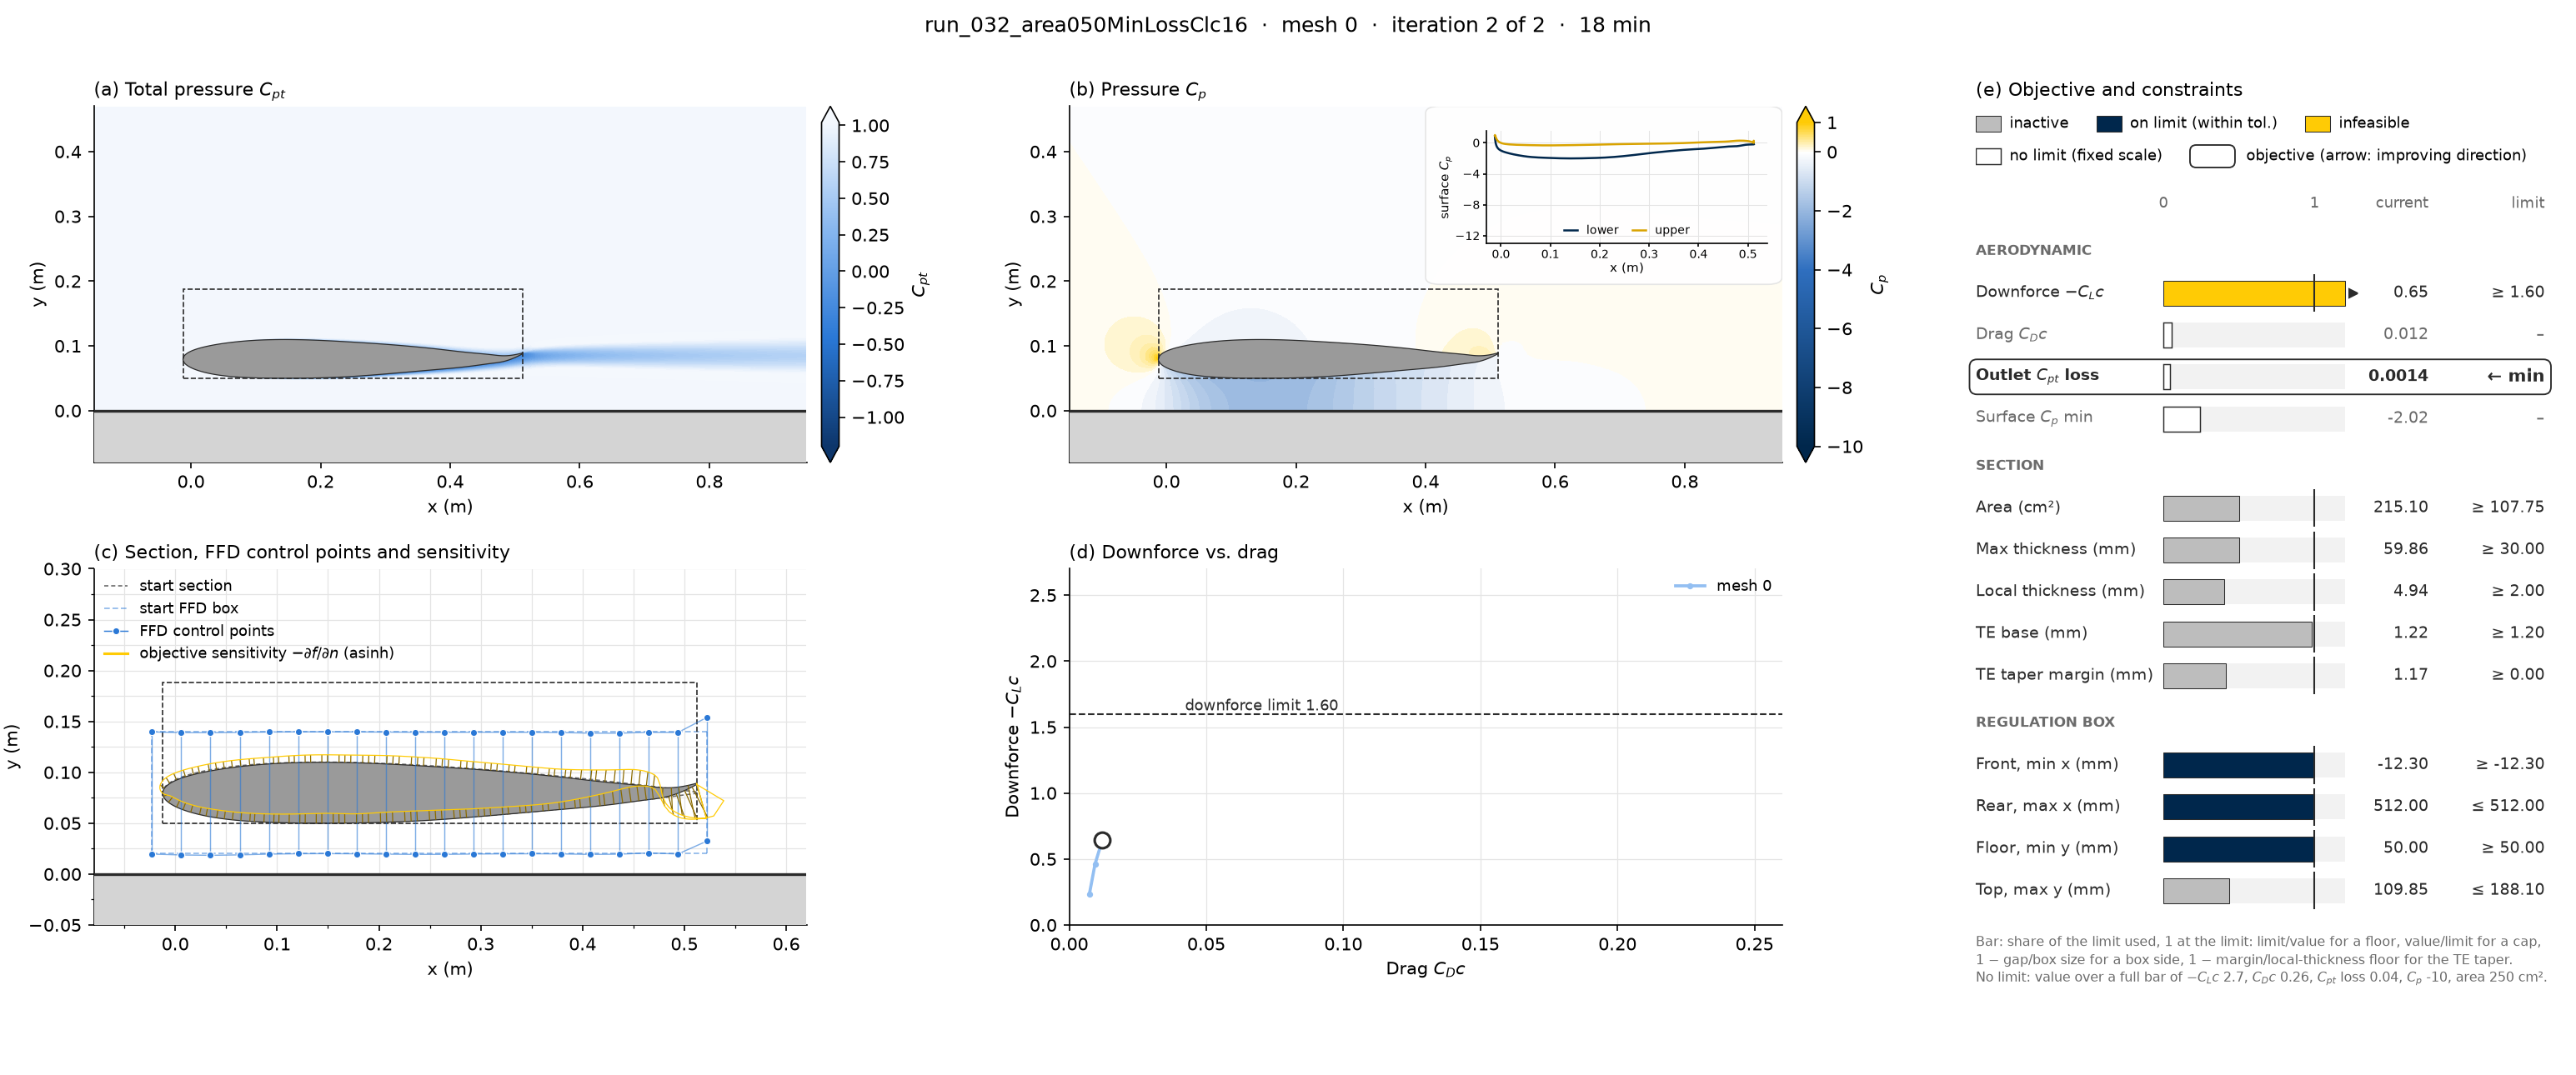 run_032_area050MinLossClc16 · mesh 0 · iteration 2 of 2 · 18 min
(a) Total pressure Cpt
y (m)
0.4
0.3
0.2
0.1
0.0
0.0 0.2 0.4 0.6 0.8
x (m)
1.00
0.75
0.50
0.25
0.00
−0.25
−0.50
−0.75
−1.00
Cpt
(b) Pressure Cp
y (m)
0.4
0.3
0.2
0.1
0.0
0.0 0.2 0.4 0.6 0.8
x (m)
surface Cp
0
−4
−8
−12
lower upper
0.0 0.1 0.2 0.3 0.4 0.5
x (m)
1
0
−2
−4
−6
−8
−10
Cp
(c) Section, FFD control points and sensitivity
start section
start FFD box
FFD control points
objective sensitivity −∂f/∂n (asinh)
y (m)
0.30
0.25
0.20
0.15
0.10
0.05
0.00
−0.05
0.0 0.1 0.2 0.3 0.4 0.5 0.6
x (m)
(d) Downforce vs. drag
mesh 0
downforce limit 1.60
Downforce −CLc
2.5
2.0
1.5
1.0
0.5
0.0
0.00 0.05 0.10 0.15 0.20 0.25
Drag CDc
(e) Objective and constraints
inactive on limit (within tol.) infeasible
no limit (fixed scale) objective (arrow: improving direction)
0 1 current limit
AERODYNAMIC
Downforce −CLc 0.65 ≥ 1.60
Drag CDc 0.012 –
Outlet Cpt loss 0.0014 ← min
Surface Cp min -2.02 –
SECTION
Area (cm²) 215.10 ≥ 107.75
Max thickness (mm) 59.86 ≥ 30.00
Local thickness (mm) 4.94 ≥ 2.00
TE base (mm) 1.22 ≥ 1.20
TE taper margin (mm) 1.17 ≥ 0.00
REGULATION BOX
Front, min x (mm) -12.30 ≥ -12.30
Rear, max x (mm) 512.00 ≤ 512.00
Floor, min y (mm) 50.00 ≥ 50.00
Top, max y (mm) 109.85 ≤ 188.10
Bar: share of the limit used, 1 at the limit: limit/value for a floor, value/limit for a cap,
1 − gap/box size for a box side, 1 − margin/local-thickness floor for the TE taper.
No limit: value over a full bar of −CLc 2.7, CDc 0.26, Cpt loss 0.04, Cp -10, area 250 cm².